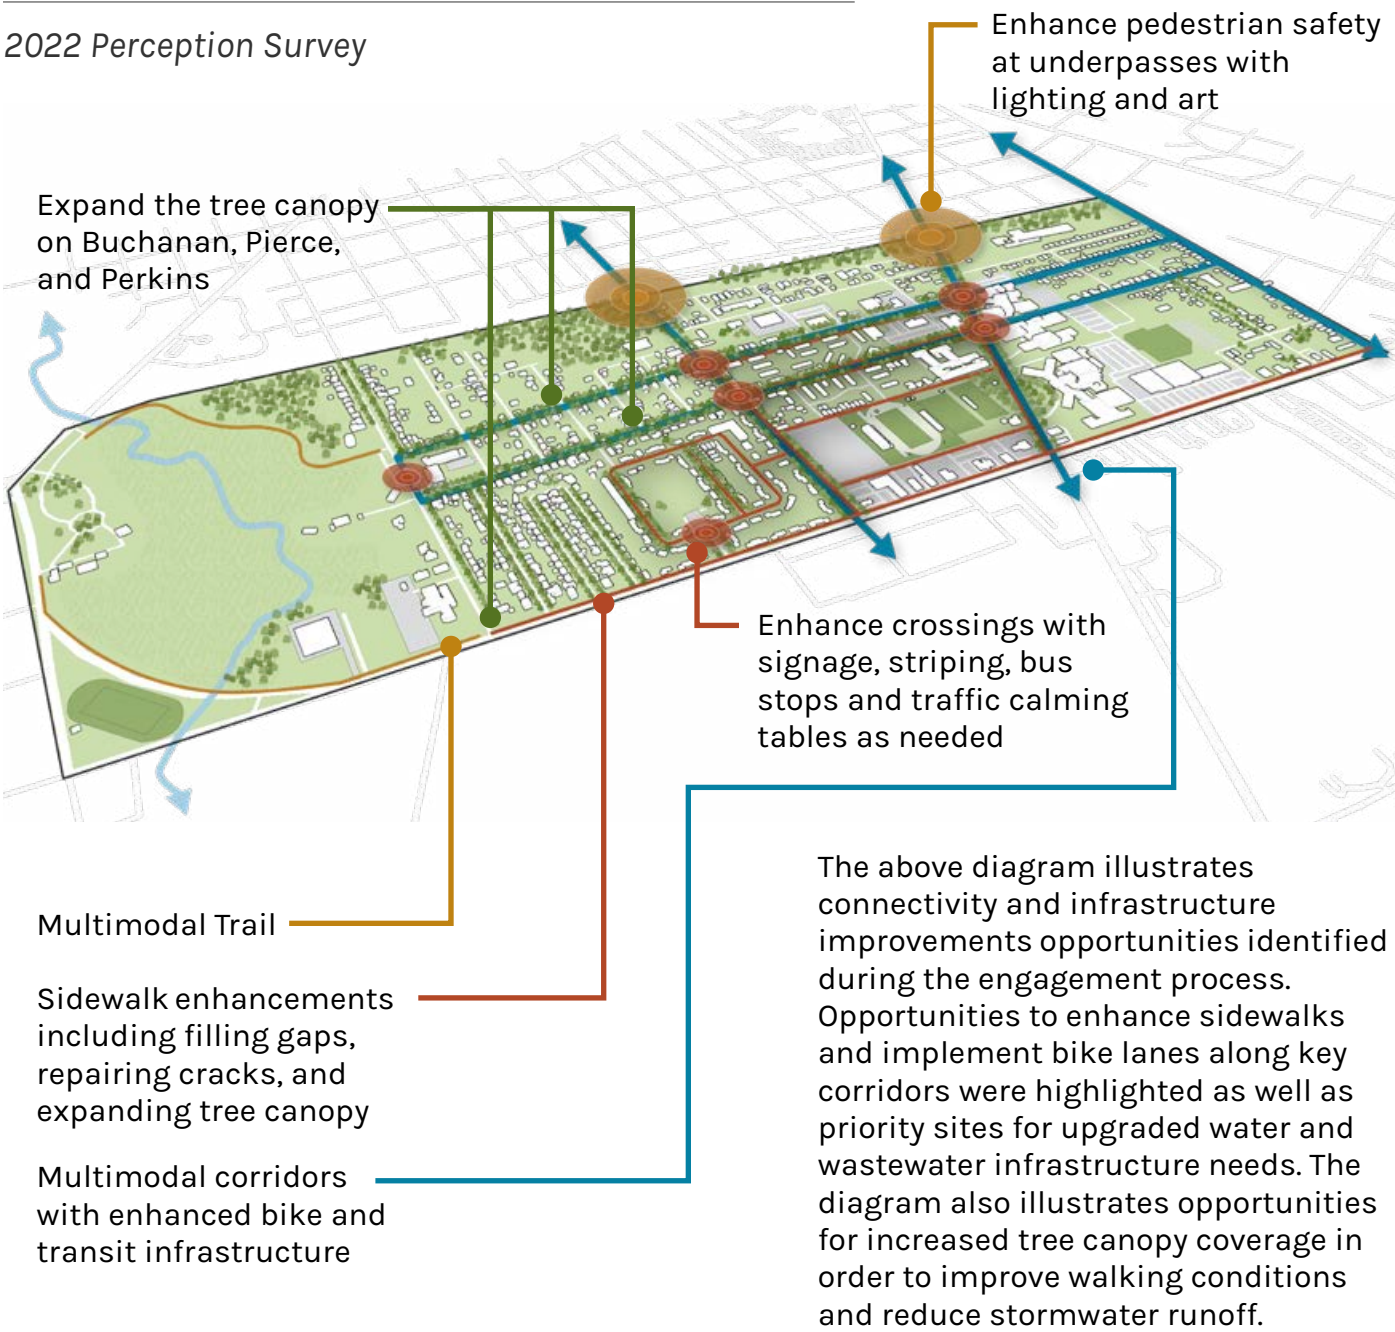 2022 Perception Survey
Enhance pedestrian safety
at underpasses with
lighting and art
Expand the tree canopy
on Buchanan, Pierce,
and Perkins
Enhance crossings with
signage, striping, bus
stops and traffic calming
tables as needed
Multimodal Trail
Sidewalk enhancements
including filling gaps,
repairing cracks, and
expanding tree canopy
Multimodal corridors
with enhanced bike and
transit infrastructure
The above diagram illustrates
connectivity and infrastructure
improvements opportunities identified
during the engagement process.
Opportunities to enhance sidewalks
and implement bike lanes along key
corridors were highlighted as well as
priority sites for upgraded water and
wastewater infrastructure needs. The
diagram also illustrates opportunities
for increased tree canopy coverage in
order to improve walking conditions
and reduce stormwater runoff.